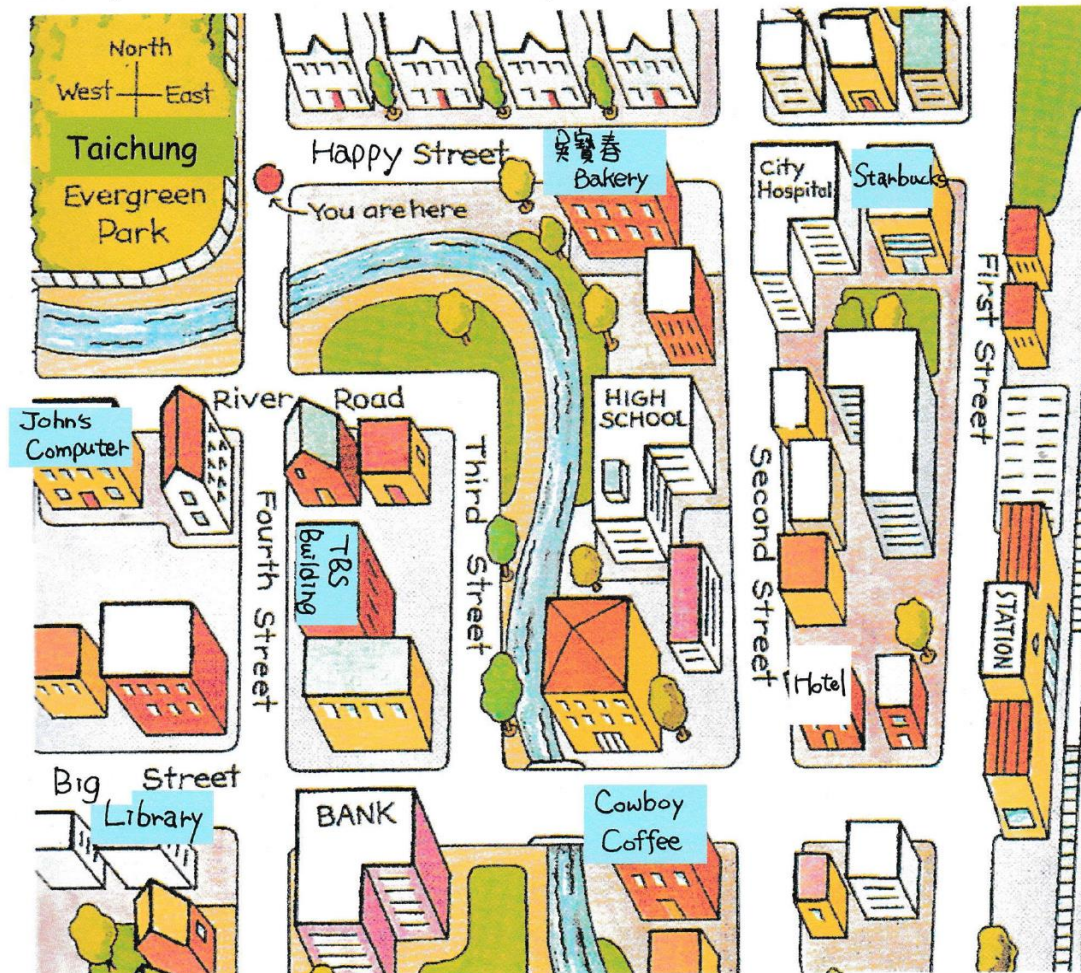 North
West
East
Taichung
Evergreen
Park
Happy Street
You are here
吳寶春
Bakery
City
Hospital
Starbucks
First Street
John's
Computer
River Road
HIGH
SCHOOL
Fourth Street
TBS
Building
Third Street
Second Street
STATION
Hotel
Big Street
Library
BANK
Cowboy
Coffee